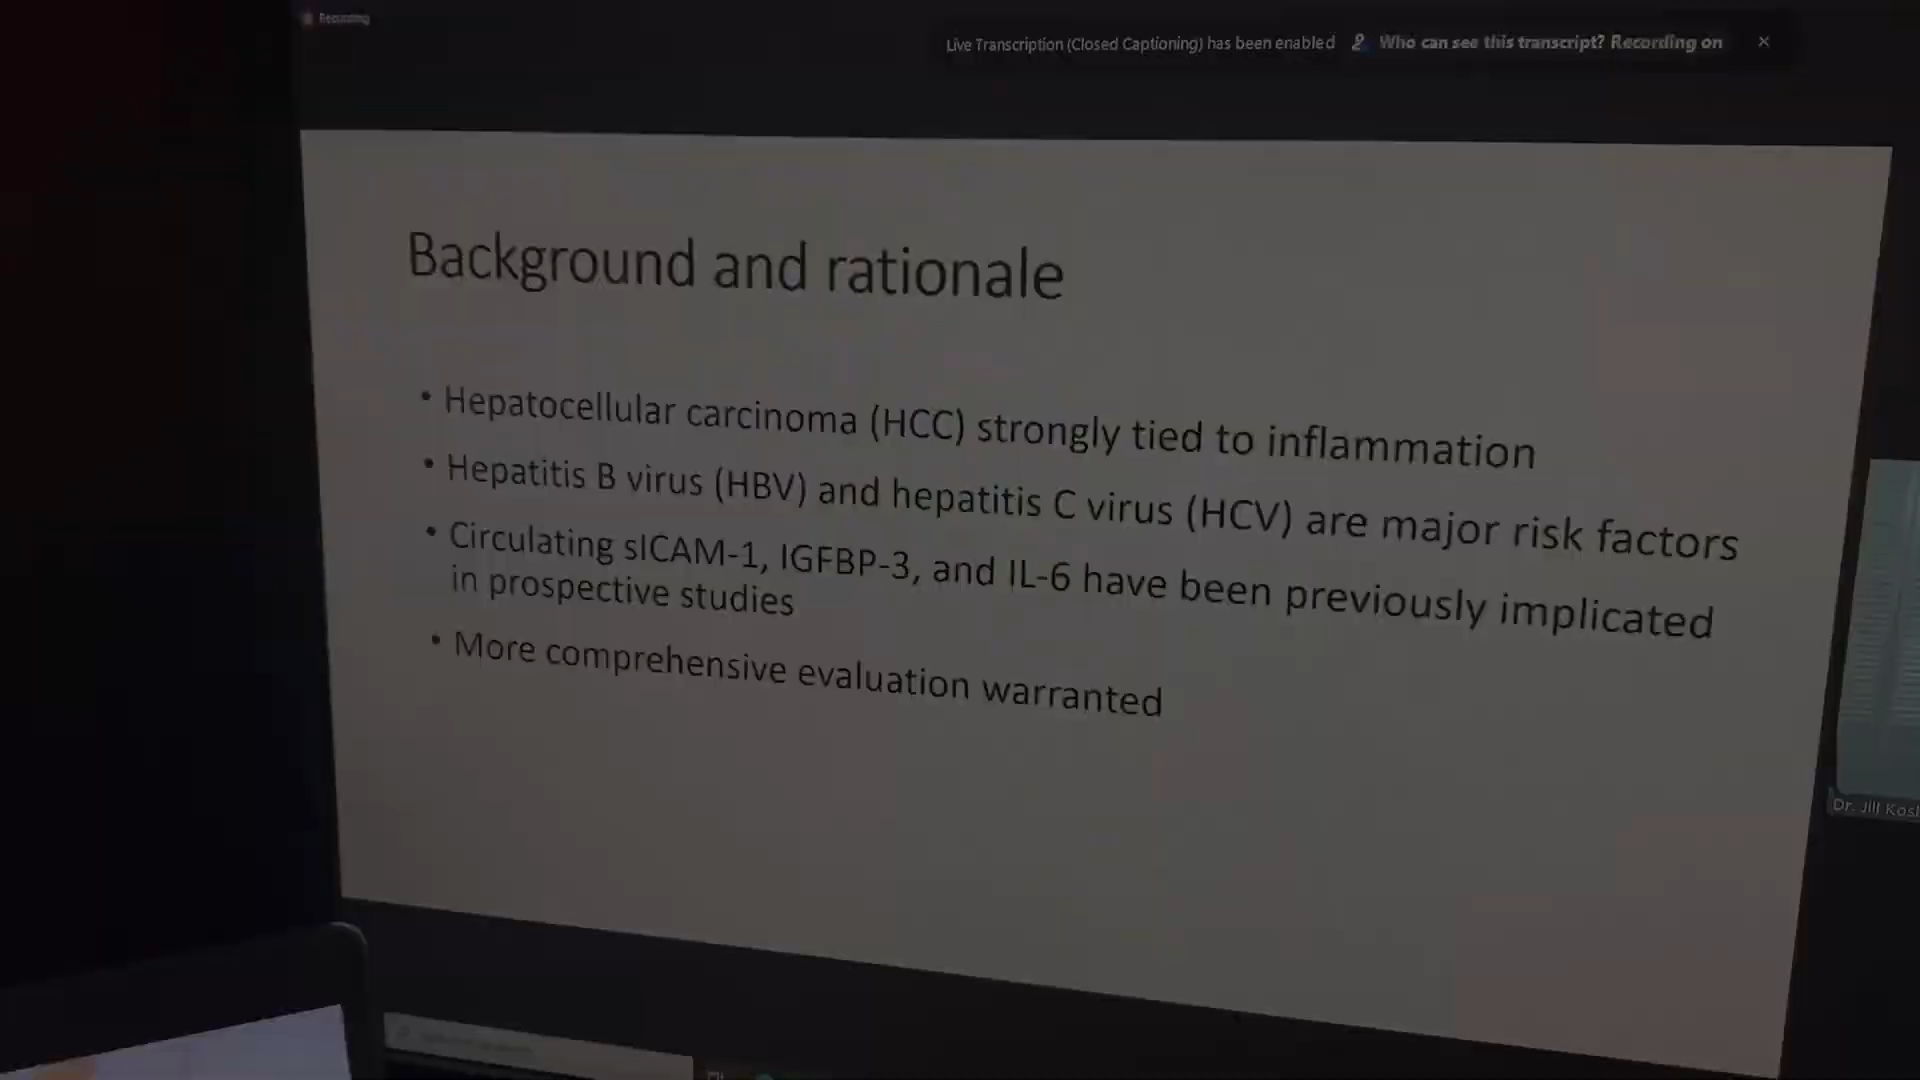 Recording
Live Transcription (Closed Captioning) has been enabled Who can see this transcript? Recording on ×
Background and rationale
• Hepatocellular carcinoma (HCC) strongly tied to inflammation
• Hepatitis B virus (HBV) and hepatitis C virus (HCV) are major risk factors
• Circulating sICAM-1, IGFBP-3, and IL-6 have been previously implicated
in prospective studies
• More comprehensive evaluation warranted
Dr. Jill